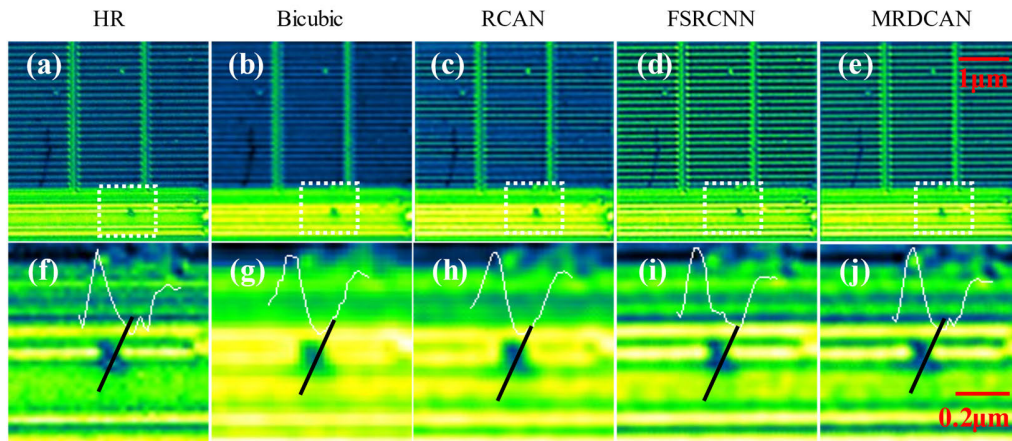 HR Bicubic RCAN FSRCNN MRDCAN
(a) (b) (c) (d) (e)
1μm
(f) (g) (h) (i) (j)
0.2μm